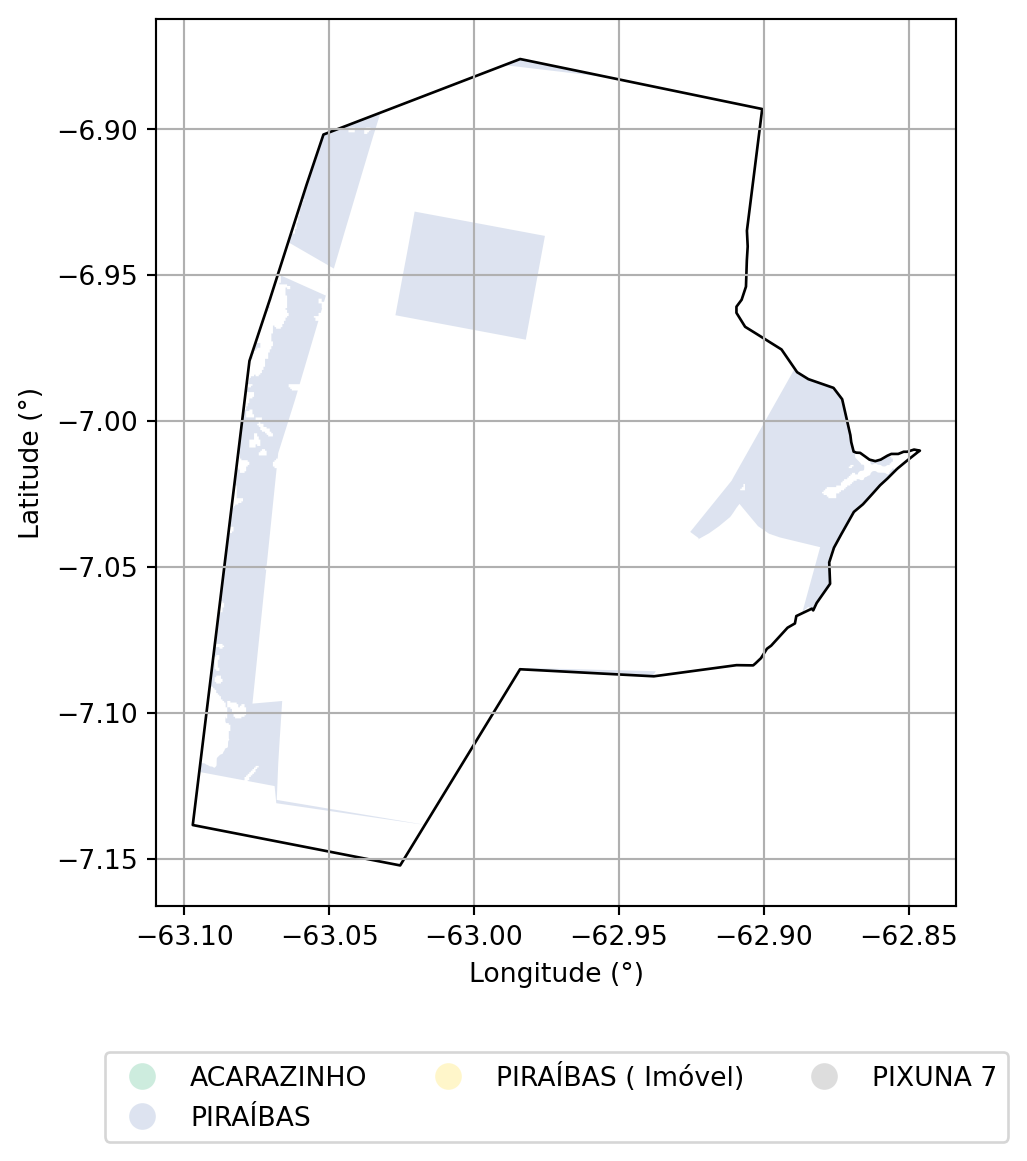 −6.90
−6.95
−7.00
−7.05
−7.10
−7.15
Latitude (°)
−63.10 −63.05 −63.00 −62.95 −62.90 −62.85
Longitude (°)
ACARAZINHO PIRAÍBAS ( Imóvel) PIXUNA 7
PIRAÍBAS